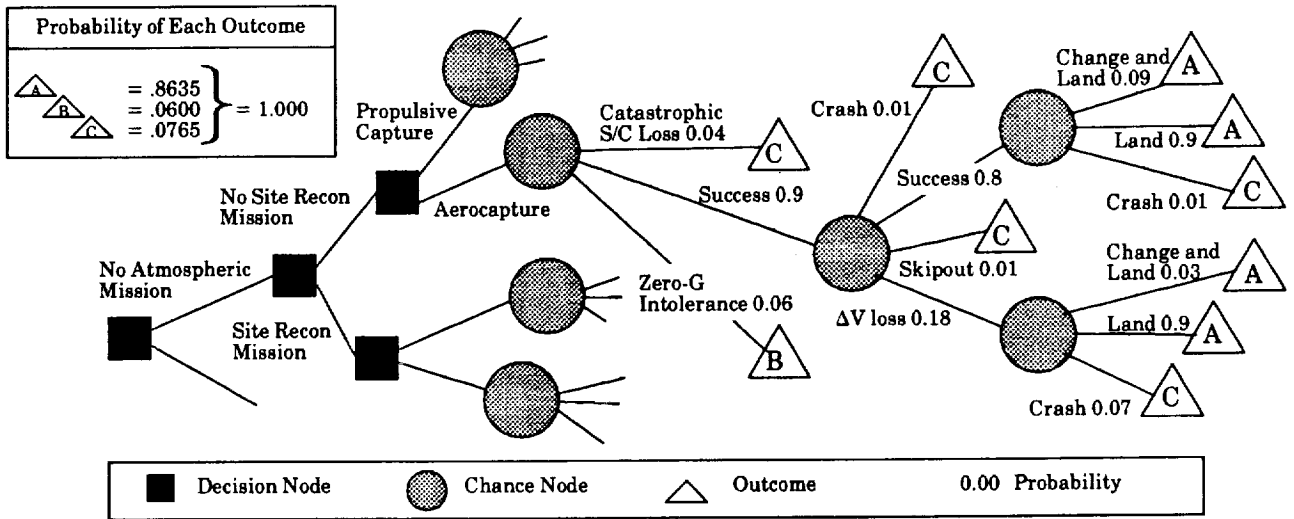 Probability of Each Outcome
A = .8635
B = .0600
C = .0765
= 1.000
Propulsive
Capture
No Site Recon
Mission
Aerocapture
No Atmospheric
Mission
Site Recon
Mission
Catastrophic
S/C Loss 0.04
C
Success 0.9
Zero-G
Intolerance 0.06
B
Crash 0.01
C
Success 0.8
Skipout 0.01
C
ΔV loss 0.18
Change and
Land 0.09
A
Land 0.9
A
Crash 0.01
C
Change and
Land 0.03
A
Land 0.9
A
Crash 0.07
C
Decision Node
Chance Node
Outcome
0.00 Probability